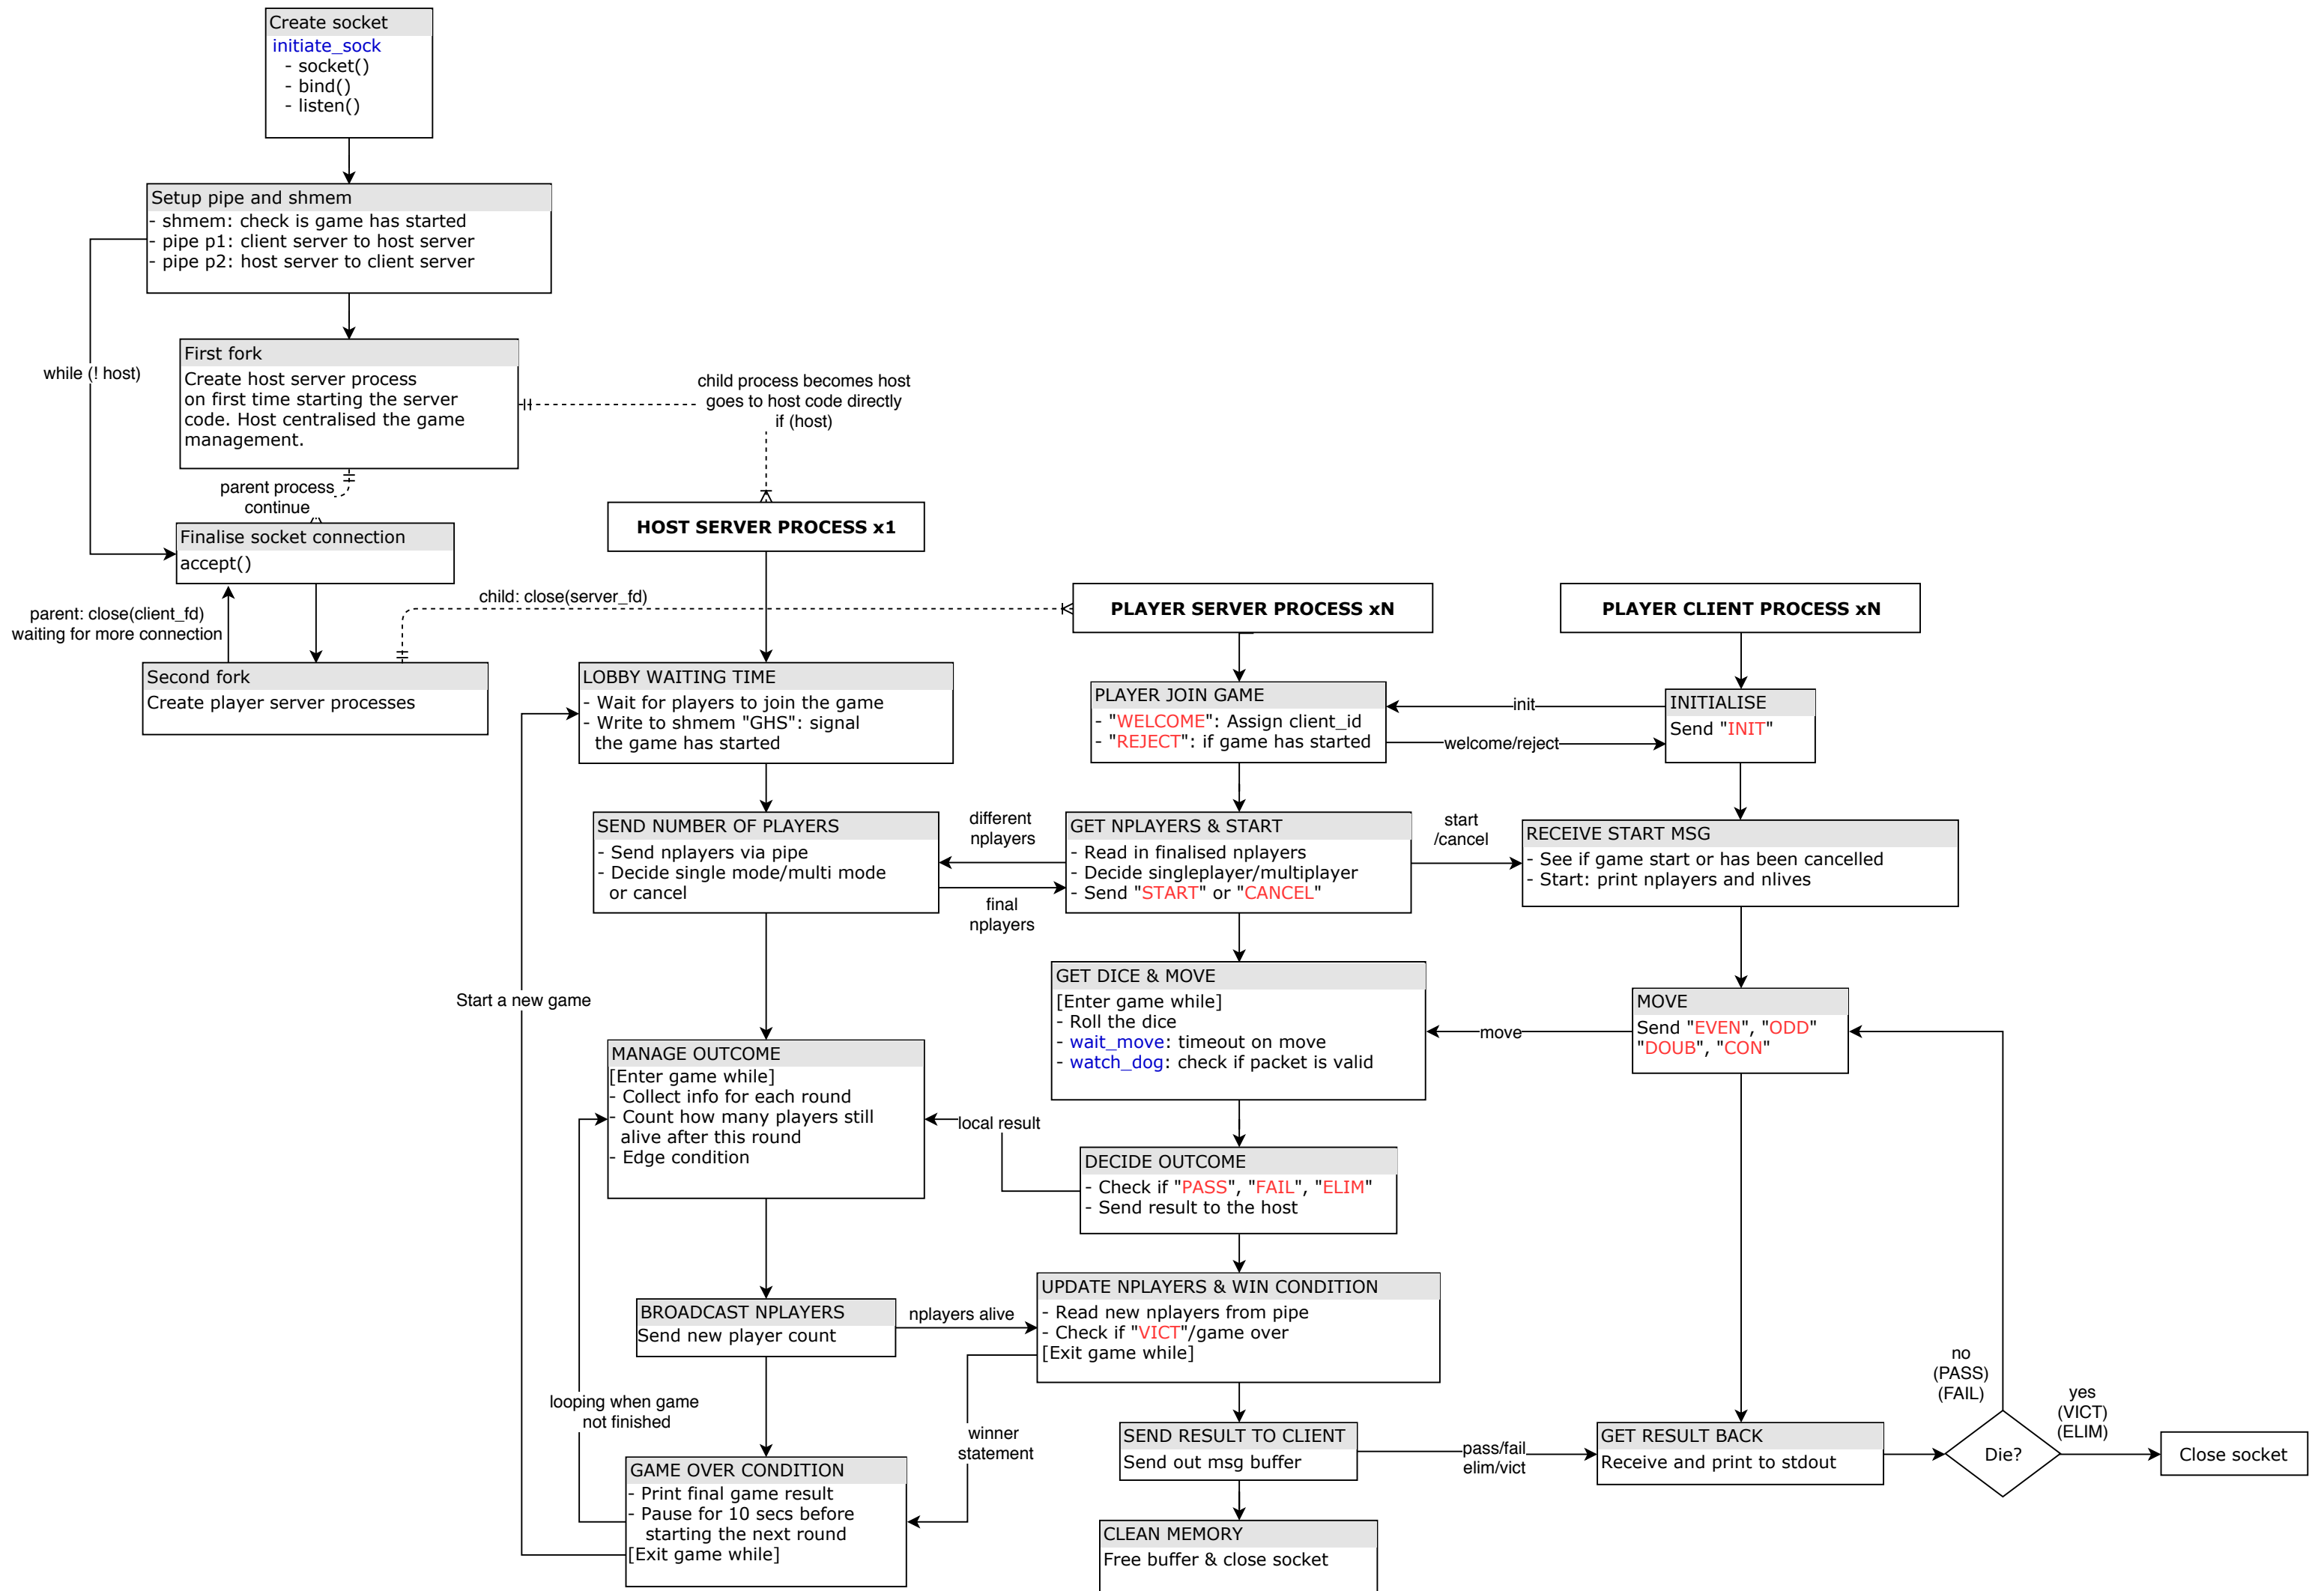 Create socket
initiate_sock
- socket()
- bind()
- listen()
Setup pipe and shmem
- shmem: check is game has started
- pipe p1: client server to host server
- pipe p2: host server to client server
while (! host)
First fork
Create host server process
on first time starting the server
code. Host centralised the game
management.
child process becomes host
goes to host code directly
if (host)
parent process
continue
Finalise socket connection
accept()
parent: close(client_fd)
waiting for more connection
child: close(server_fd)
Second fork
Create player server processes
HOST SERVER PROCESS x1
LOBBY WAITING TIME
- Wait for players to join the game
- Write to shmem "GHS": signal
the game has started
SEND NUMBER OF PLAYERS
- Send nplayers via pipe
- Decide single mode/multi mode
or cancel
different
nplayers
final
nplayers
Start a new game
MANAGE OUTCOME
[Enter game while]
- Collect info for each round
- Count how many players still
alive after this round
- Edge condition
local result
BROADCAST NPLAYERS
Send new player count
nplayers alive
looping when game
not finished
winner
statement
GAME OVER CONDITION
- Print final game result
- Pause for 10 secs before
starting the next round
[Exit game while]
PLAYER SERVER PROCESS xN
PLAYER JOIN GAME
- "WELCOME": Assign client_id
- "REJECT": if game has started
init
welcome/reject
GET NPLAYERS & START
- Read in finalised nplayers
- Decide singleplayer/multiplayer
- Send "START" or "CANCEL"
start
/cancel
GET DICE & MOVE
[Enter game while]
- Roll the dice
- wait_move: timeout on move
- watch_dog: check if packet is valid
move
DECIDE OUTCOME
- Check if "PASS", "FAIL", "ELIM"
- Send result to the host
UPDATE NPLAYERS & WIN CONDITION
- Read new nplayers from pipe
- Check if "VICT"/game over
[Exit game while]
SEND RESULT TO CLIENT
Send out msg buffer
pass/fail
elim/vict
CLEAN MEMORY
Free buffer & close socket
PLAYER CLIENT PROCESS xN
INITIALISE
Send "INIT"
RECEIVE START MSG
- See if game start or has been cancelled
- Start: print nplayers and nlives
MOVE
Send "EVEN", "ODD"
"DOUB", "CON"
GET RESULT BACK
Receive and print to stdout
no
(PASS)
(FAIL)
Die?
yes
(VICT)
(ELIM)
Close socket